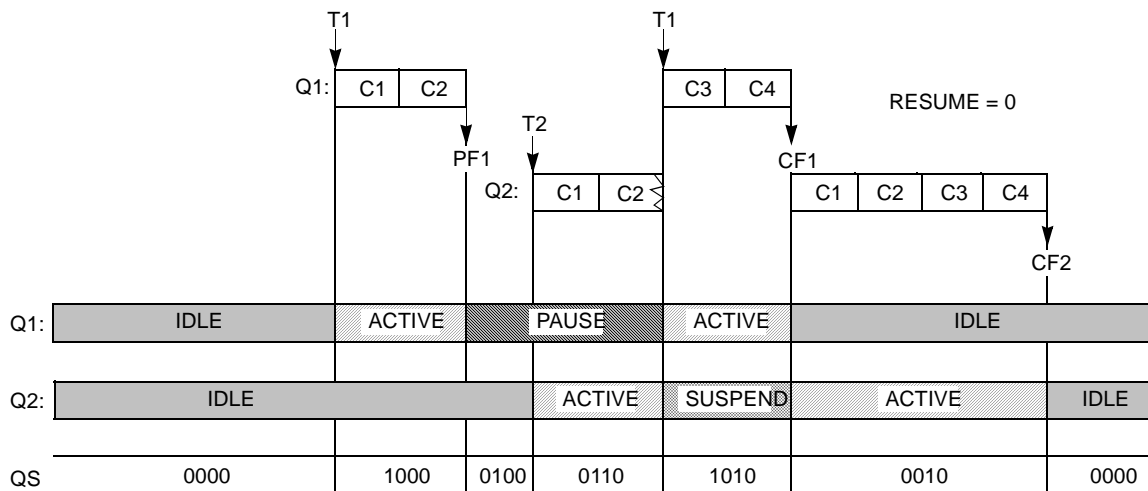 T1 T1
Q1: C1 C2 C3 C4 RESUME = 0
T2
PF1 CF1
Q2: C1 C2 C1 C2 C3 C4
CF2
Q1: IDLE ACTIVE PAUSE ACTIVE IDLE
Q2: IDLE ACTIVE SUSPEND ACTIVE IDLE
QS 0000 1000 0100 0110 1010 0010 0000